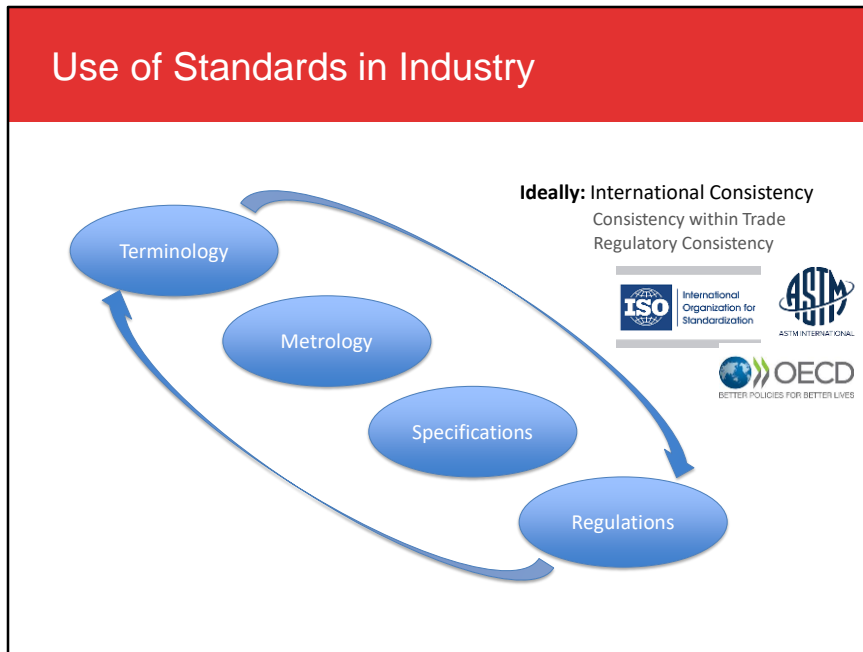 Use of Standards in Industry
Ideally: International Consistency
Consistency within Trade
Regulatory Consistency
Terminology
ISO
International
Organization for
Standardization
ASTM
ASTM INTERNATIONAL
Metrology
OECD
BETTER POLICIES FOR BETTER LIVES
Specifications
Regulations